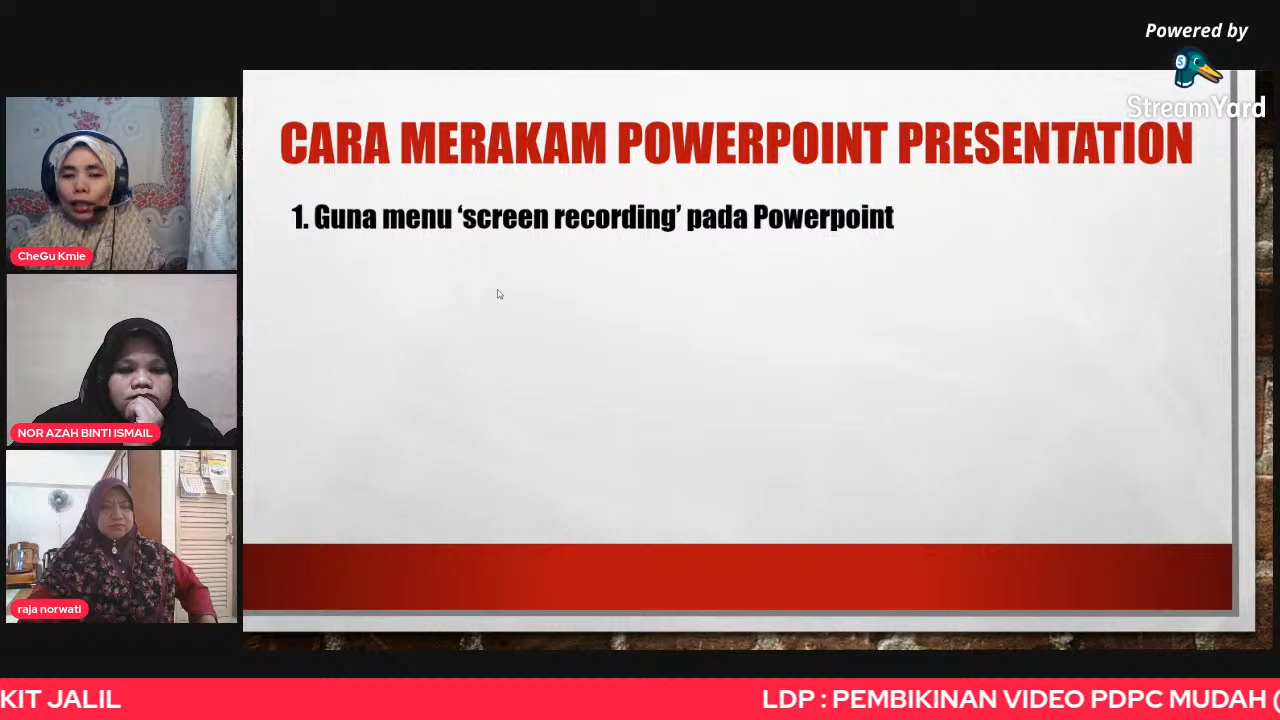 Powered by
StreamYard
CARA MERAKAM POWERPOINT PRESENTATION
1. Guna menu ‘screen recording’ pada Powerpoint
CheGu Kmie
NOR AZAH BINTI ISMAIL
raja norwati
KIT JALIL
LDP : PEMBIKINAN VIDEO PDPC MUDAH (